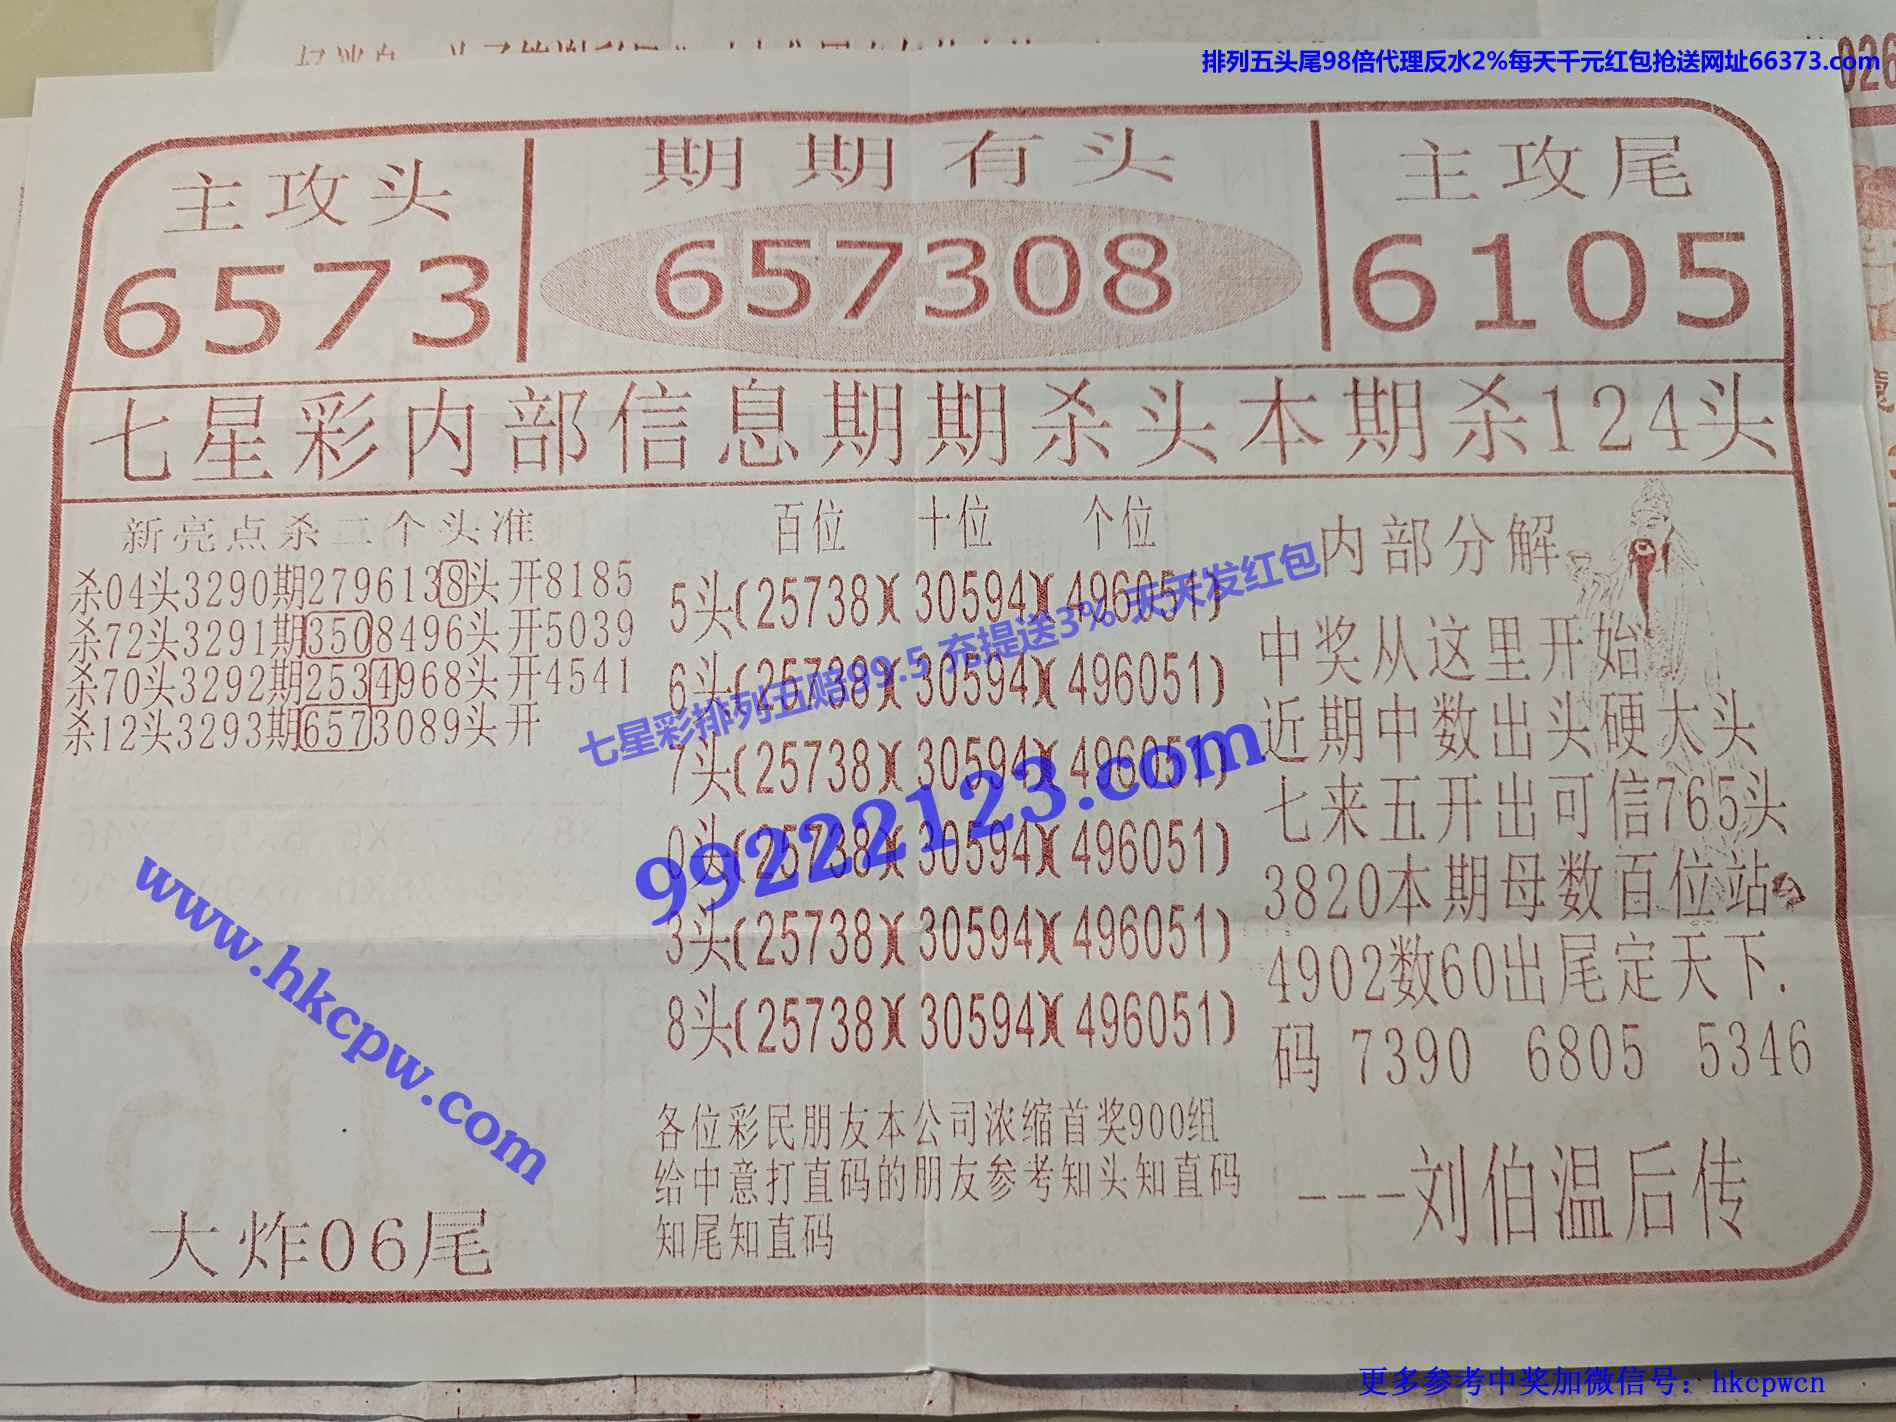 排列五头尾98倍代理反水2%每天千元红包抢送网址66373.com
主攻头
6573
期期有头
657308
主攻尾
6105
七星彩内部信息期期杀头本期杀124头
新亮点杀二个头准
杀04头3290期2796138头开8185
杀72头3291期3508496头开5039
杀70头3292期2534968头开4541
杀12头3293期6573089头开
大炸06尾
百位 十位 个位
5头(25738)(30594)(496051)
6头(25738)(30594)(496051)
7头(25738)(30594)(496051)
0头(25738)(30594)(496051)
3头(25738)(30594)(496051)
8头(25738)(30594)(496051)
各位彩民朋友本公司浓缩首奖900组
给中意打直码的朋友参考知头知直码
知尾知直码
内部分解
中奖从这里开始
近期中数出头硬大头
七来五开出可信765头
3820本期母数百位站
4902数60出尾定天下.
码 7390 6805 5346
---刘伯温后传
七星彩排列五赔99.5 充提送3% 天天发红包
99222123.com
www.hkcpw.com
更多参考中奖加微信号：hkcpwcn